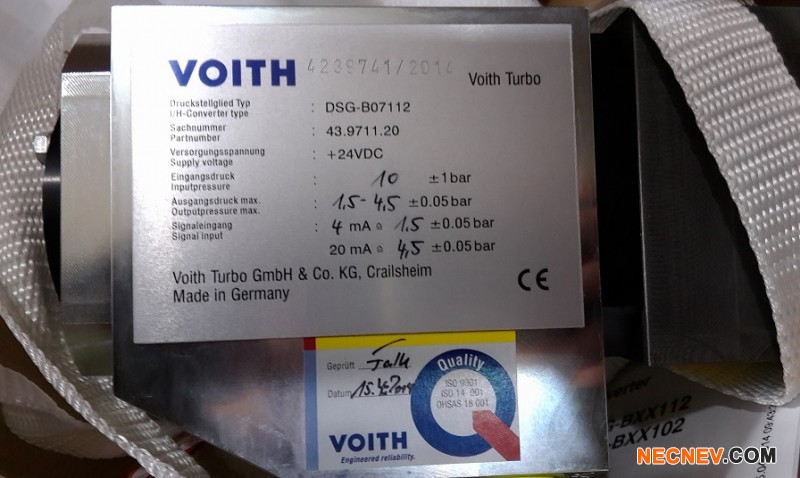 VOITH 4239741/2014 Voith Turbo
Druckstellglied Typ
I/H-Converter type : DSG-B07112
Sachnummer
Partnumber : 43.9711.20
Versorgungsspannung
Supply voltage : +24VDC
Eingangsdruck
Inputpressure : 10 ±1 bar
Ausgangsdruck max.
Outputpressure max. : 1,5-4,5 ±0.05 bar
Signaleingang
Signal input : 4 mA ≙ 1,5 ±0.05 bar
20 mA ≙ 4,5 ±0.05 bar
Voith Turbo GmbH & Co. KG, Crailsheim
Made in Germany
CE
Geprüft
Datum
Quality
ISO 9001
ISO 14 001
OHSAS 18 001
VOITH
Engineered reliability.
-BXX112
-BXX102
NECNEV.COM